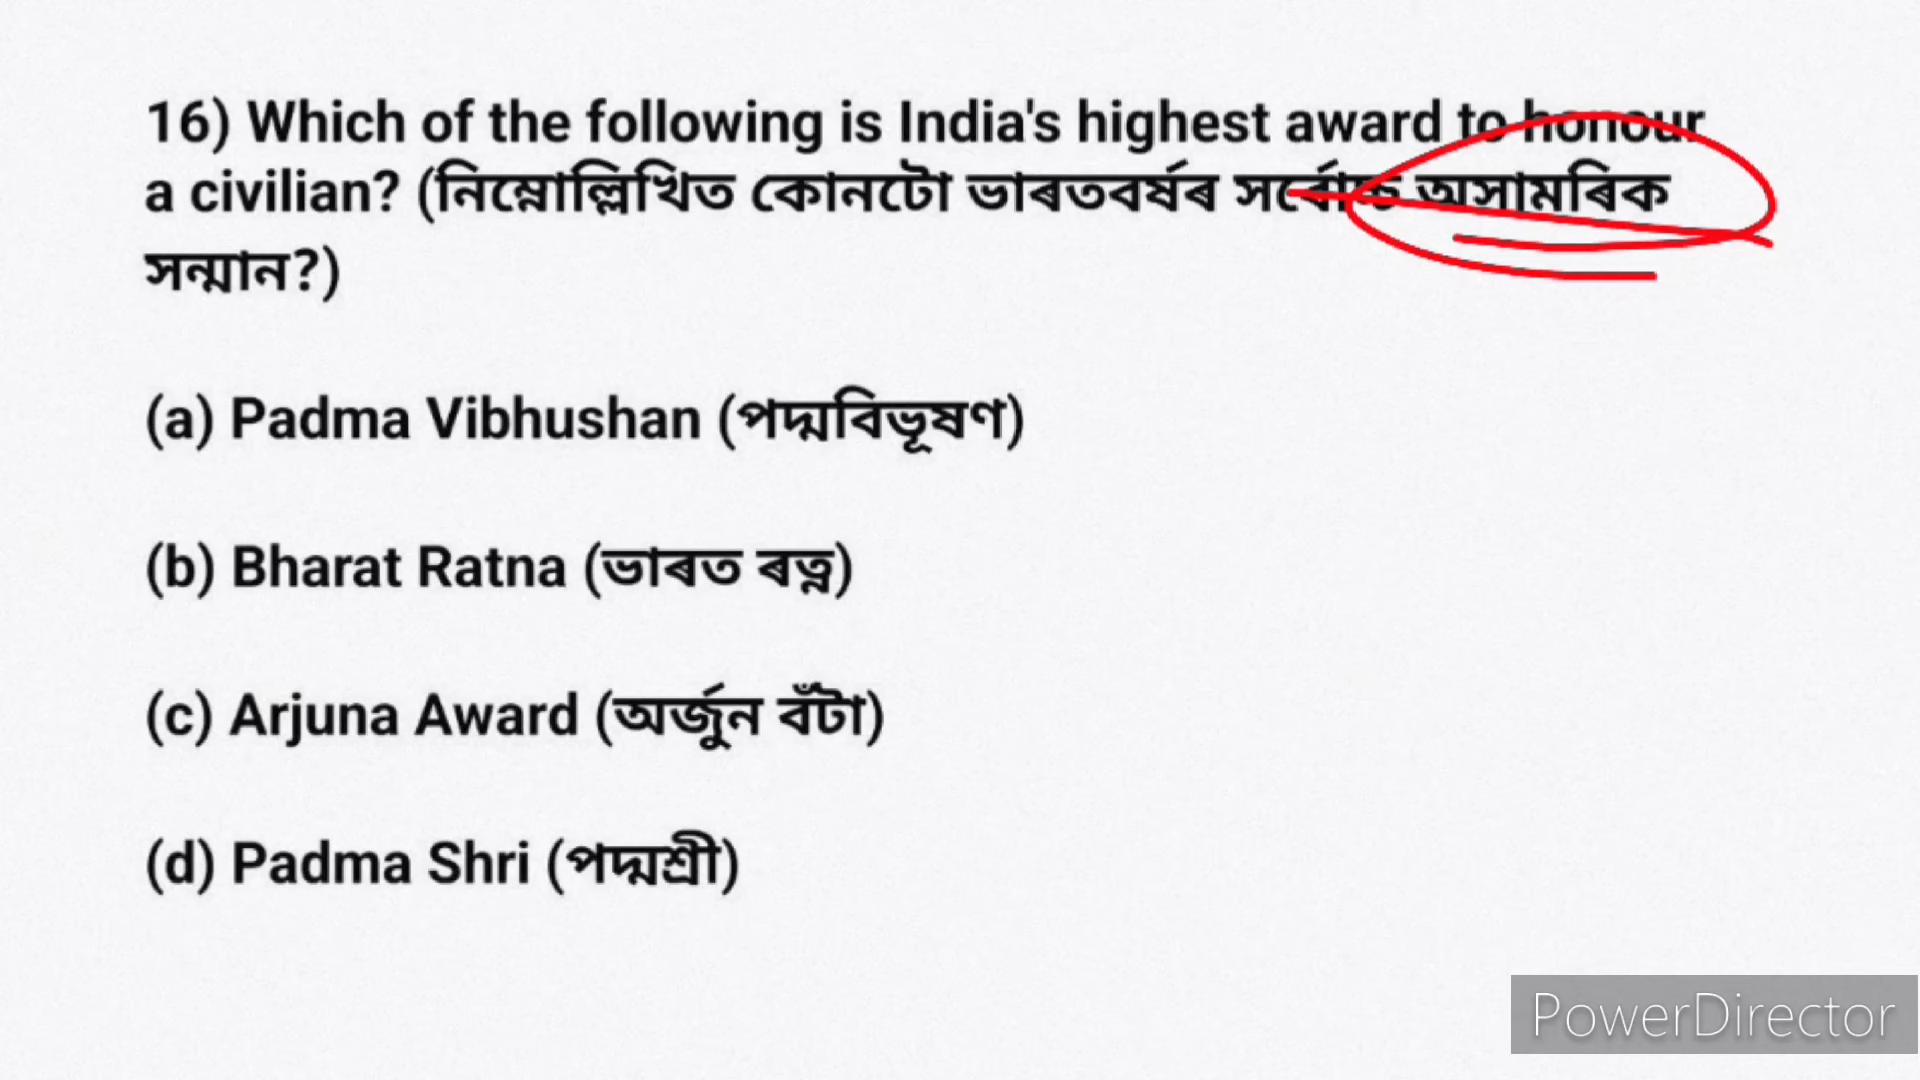 16) Which of the following is India's highest award to honour
a civilian? (নিম্নোল্লিখিত কোনটো ভাৰতবৰ্ষৰ সৰ্বোচ্চ অসামৰিক
সন্মান?)
(a) Padma Vibhushan (পদ্মবিভূষণ)
(b) Bharat Ratna (ভাৰত ৰত্ন)
(c) Arjuna Award (অৰ্জুন বঁটা)
(d) Padma Shri (পদ্মশ্ৰী)
PowerDirector